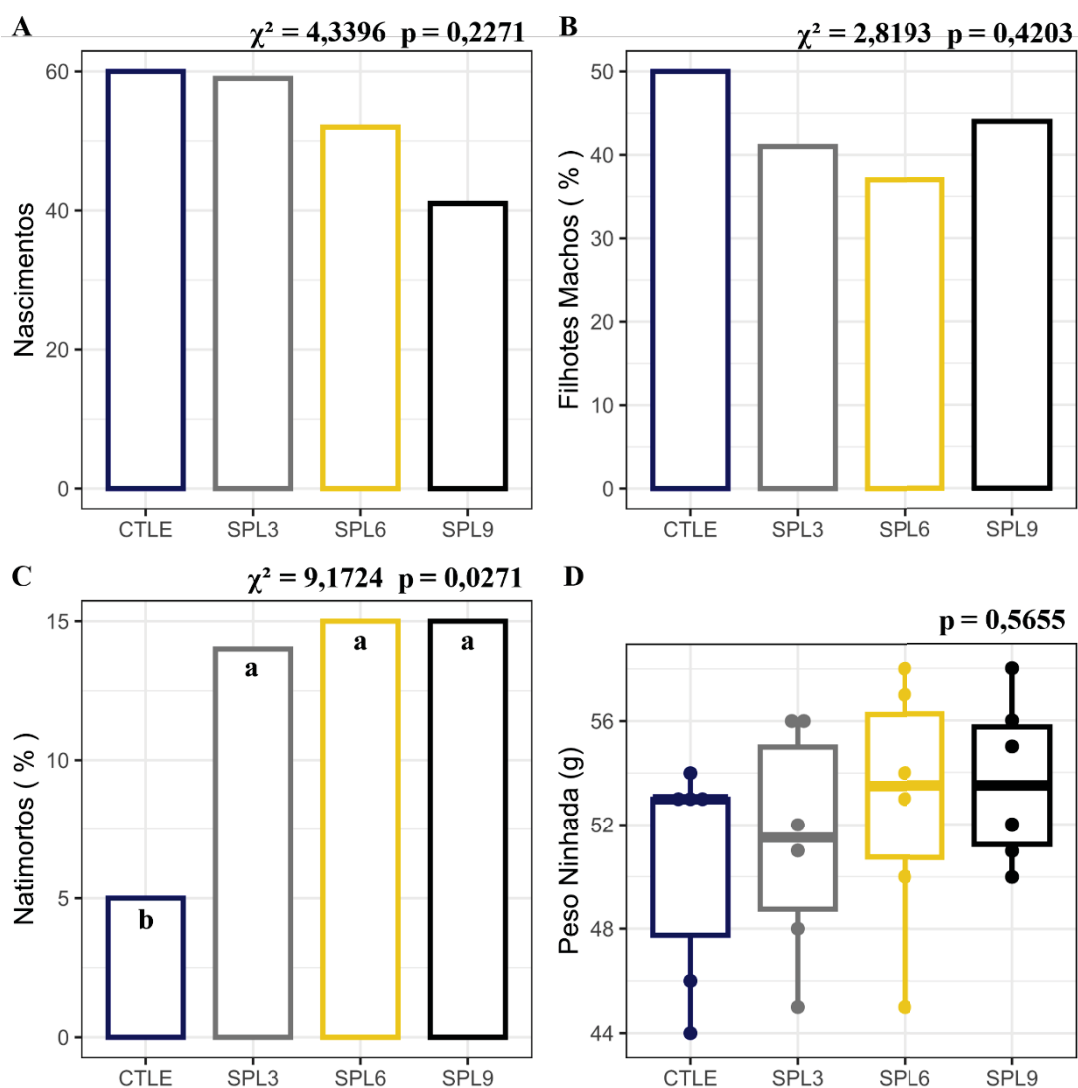 A
χ² = 4,3396 p = 0,2271
Nascimentos
60
40
20
0
CTLE SPL3 SPL6 SPL9
B
χ² = 2,8193 p = 0,4203
Filhotes Machos ( % )
50
40
30
20
10
0
CTLE SPL3 SPL6 SPL9
C
χ² = 9,1724 p = 0,0271
Natimortos ( % )
15
10
5
0
b
a
a
a
CTLE SPL3 SPL6 SPL9
D
p = 0,5655
Peso Ninhada (g)
56
52
48
44
CTLE SPL3 SPL6 SPL9